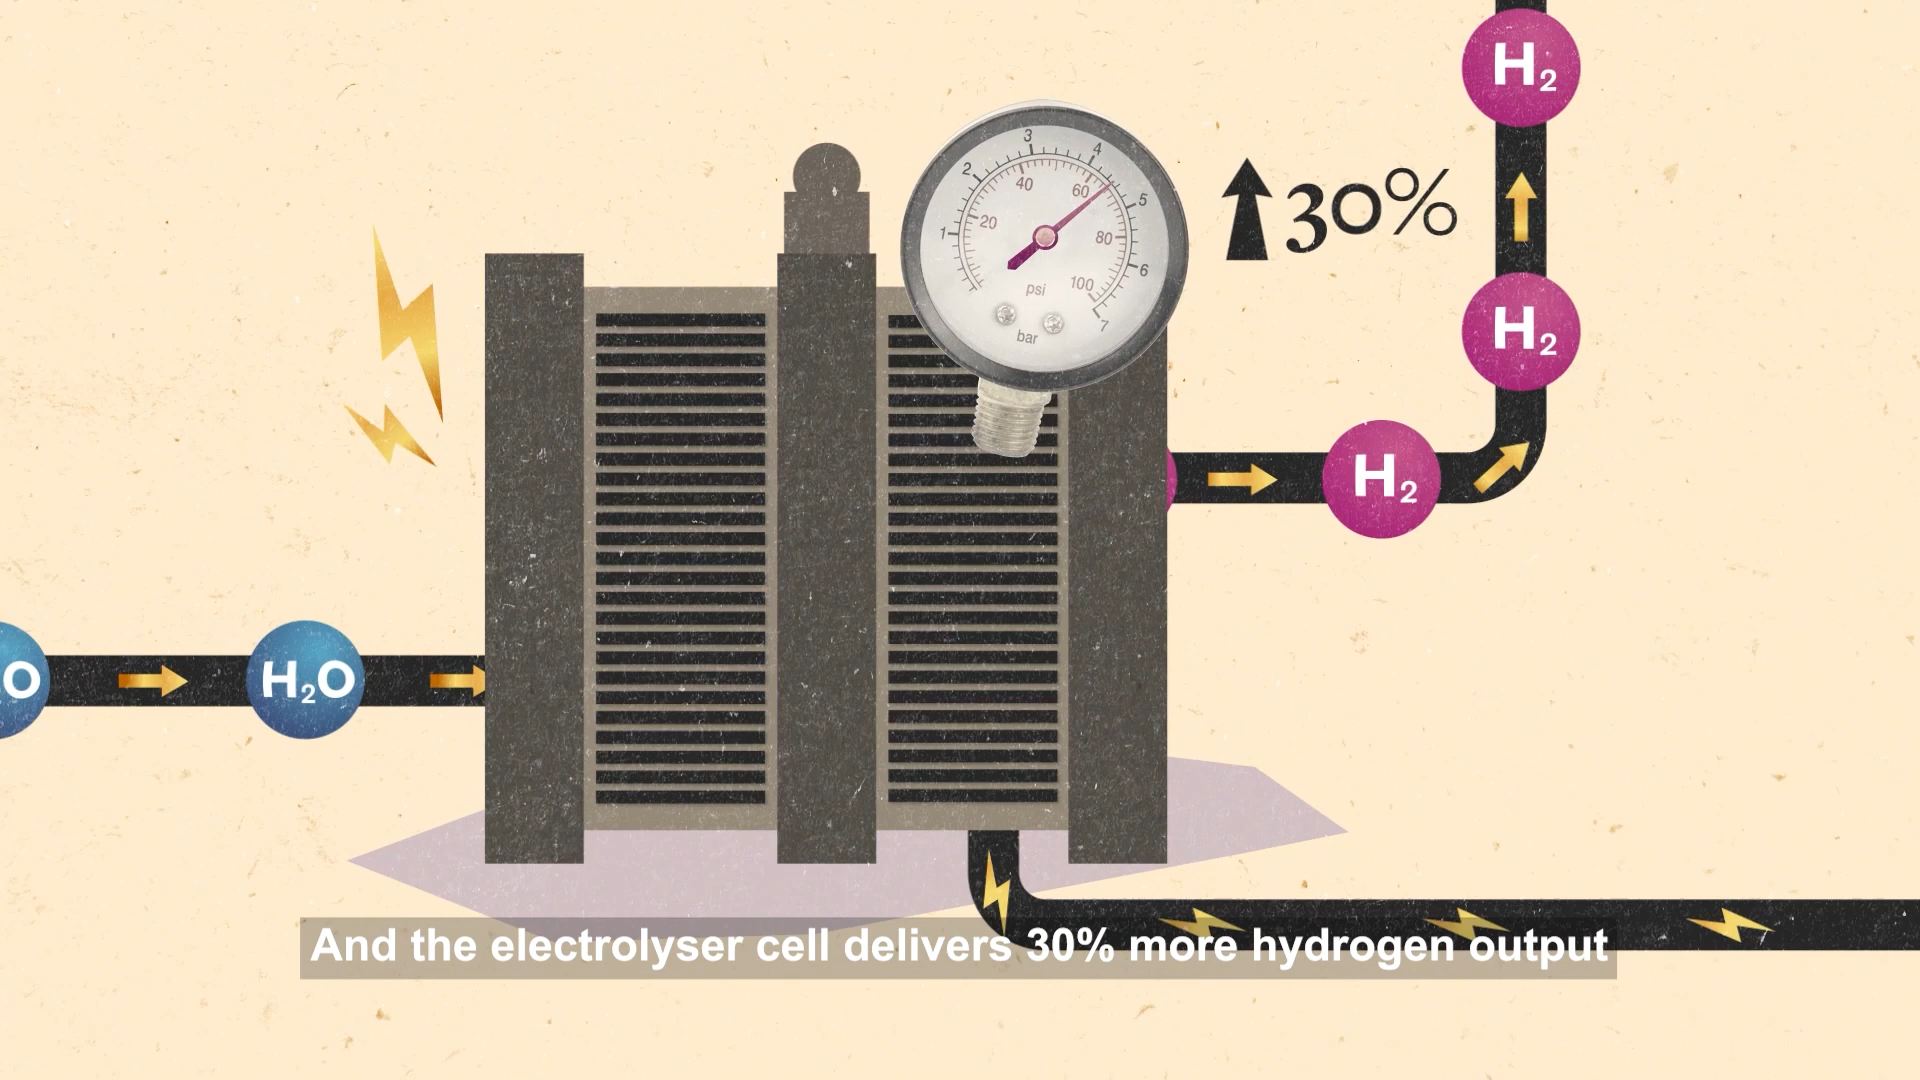 H₂
3
4
2
40
60
30%
5
1
20
80
6
psi
100
7
bar
H₂
H₂
O
H₂O
And the electrolyser cell delivers 30% more hydrogen output